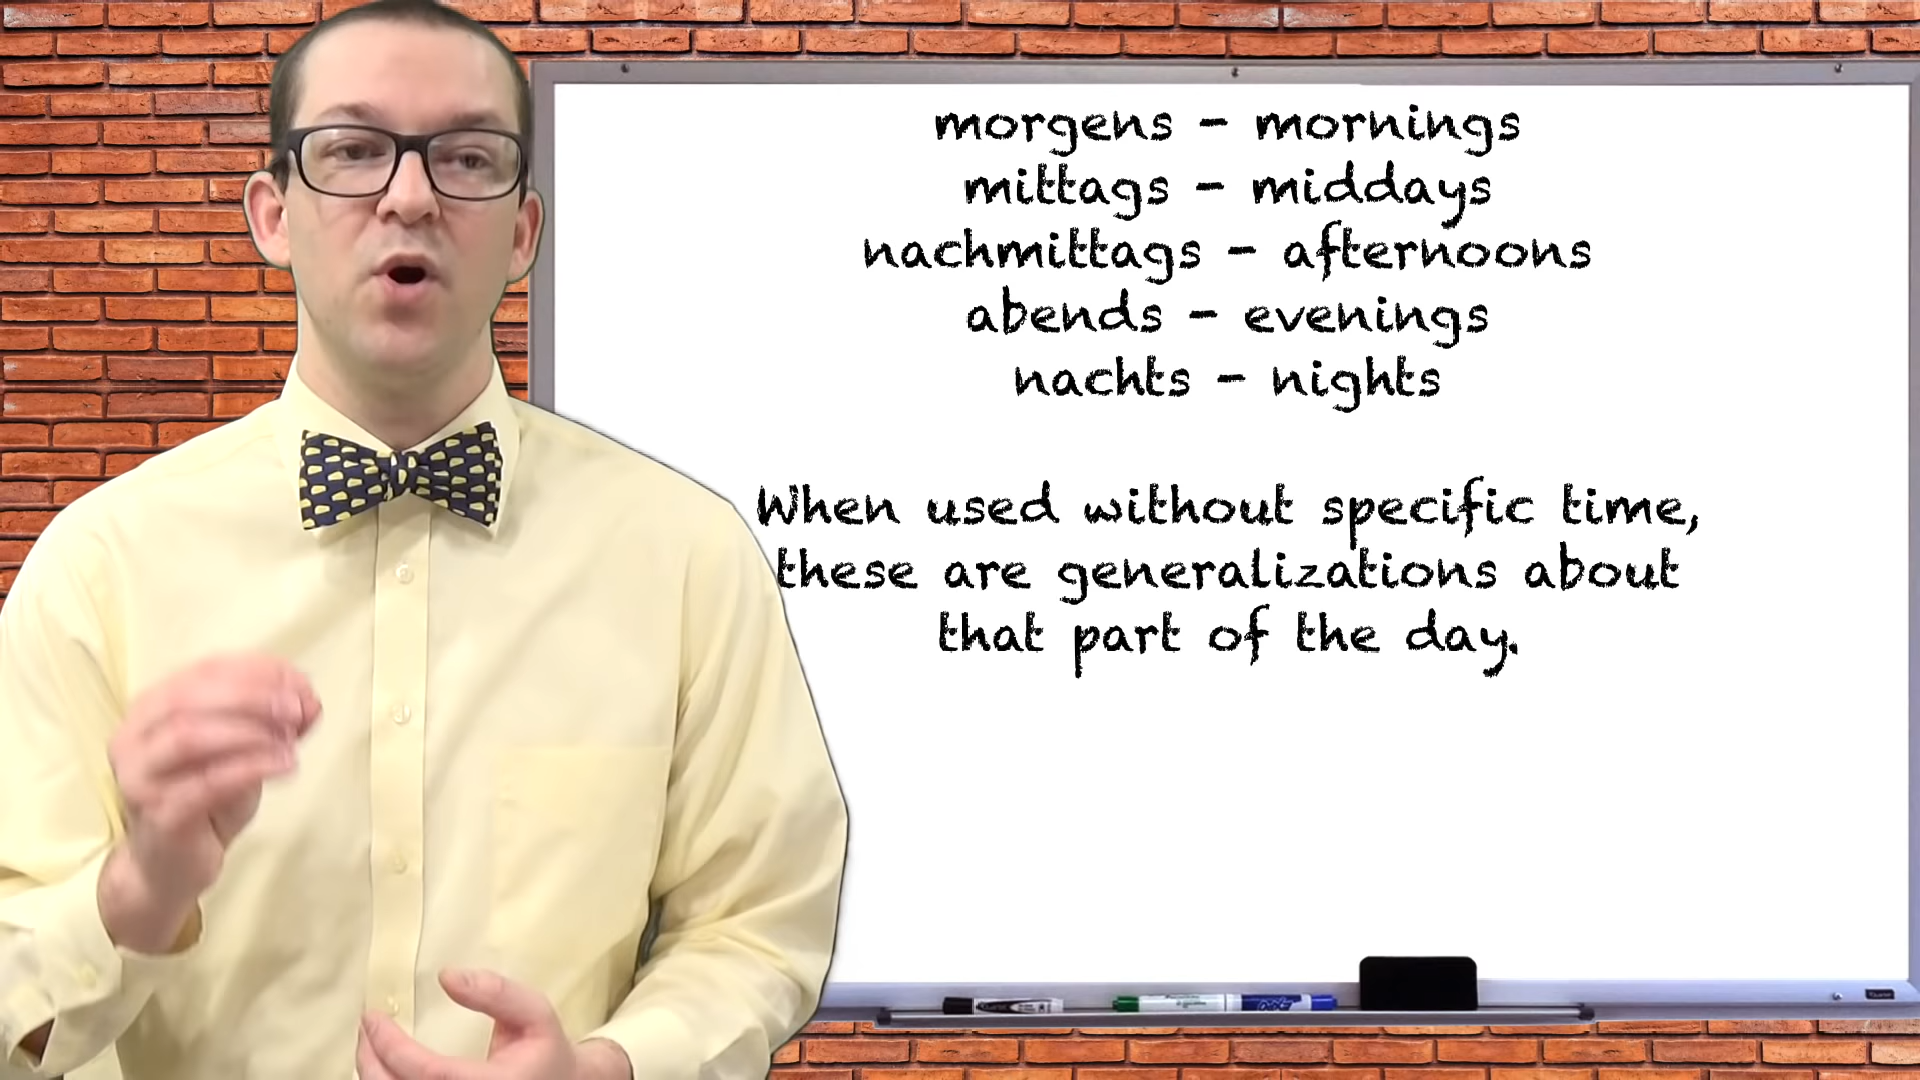 morgens - mornings
mittags - middays
nachmittags - afternoons
abends - evenings
nachts - nights
When used without specific time,
these are generalizations about
that part of the day.